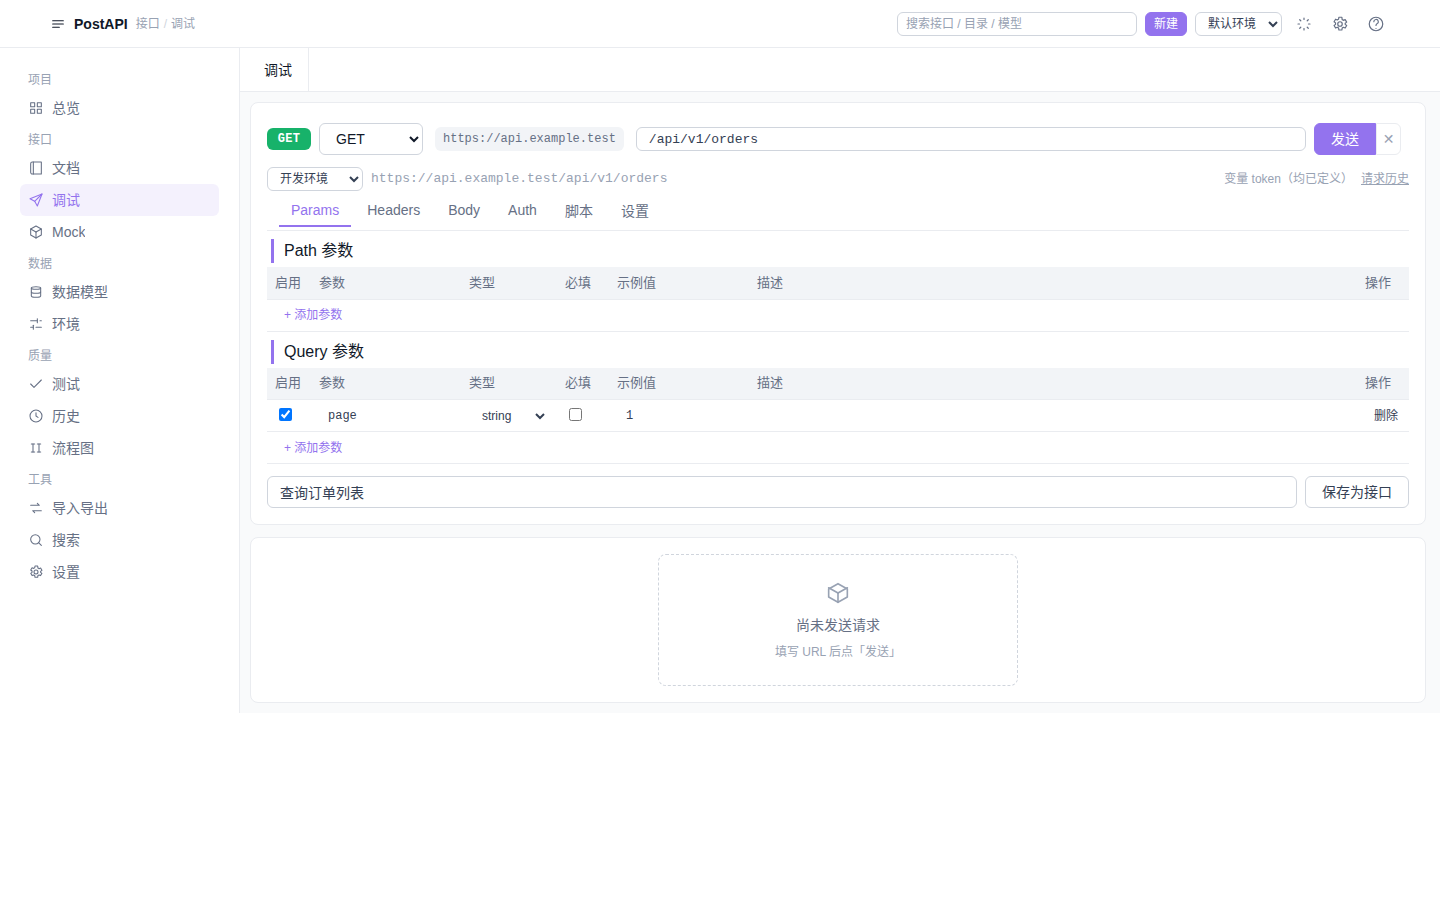 PostAPI 接口 / 调试
搜索接口 / 目录 / 模型
新建
默认环境
项目
总览
接口
文档
调试
Mock
数据
数据模型
环境
质量
测试
历史
流程图
工具
导入导出
搜索
设置
调试
GET GET https://api.example.test /api/v1/orders 发送 ✕
开发环境 https://api.example.test/api/v1/orders 变量 token（均已定义） 请求历史
Params Headers Body Auth 脚本 设置
Path 参数
启用 参数 类型 必填 示例值 描述 操作
+ 添加参数
Query 参数
启用 参数 类型 必填 示例值 描述 操作
page string 1 删除
+ 添加参数
查询订单列表 保存为接口
尚未发送请求
填写 URL 后点「发送」